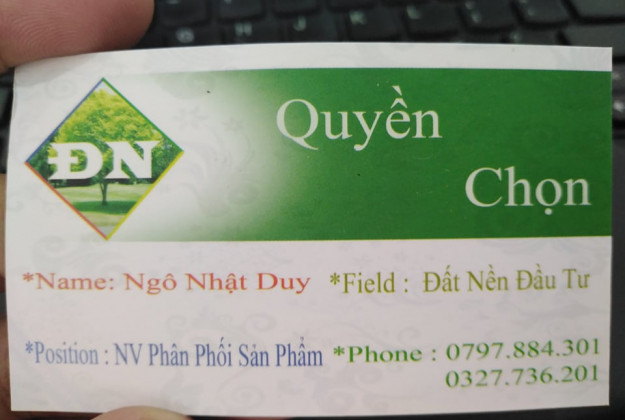 ĐN
Quyền
Chọn
*Name: Ngô Nhật Duy *Field : Đất Nền Đầu Tư
*Position : NV Phân Phối Sản Phẩm *Phone : 0797.884.301
0327.736.201